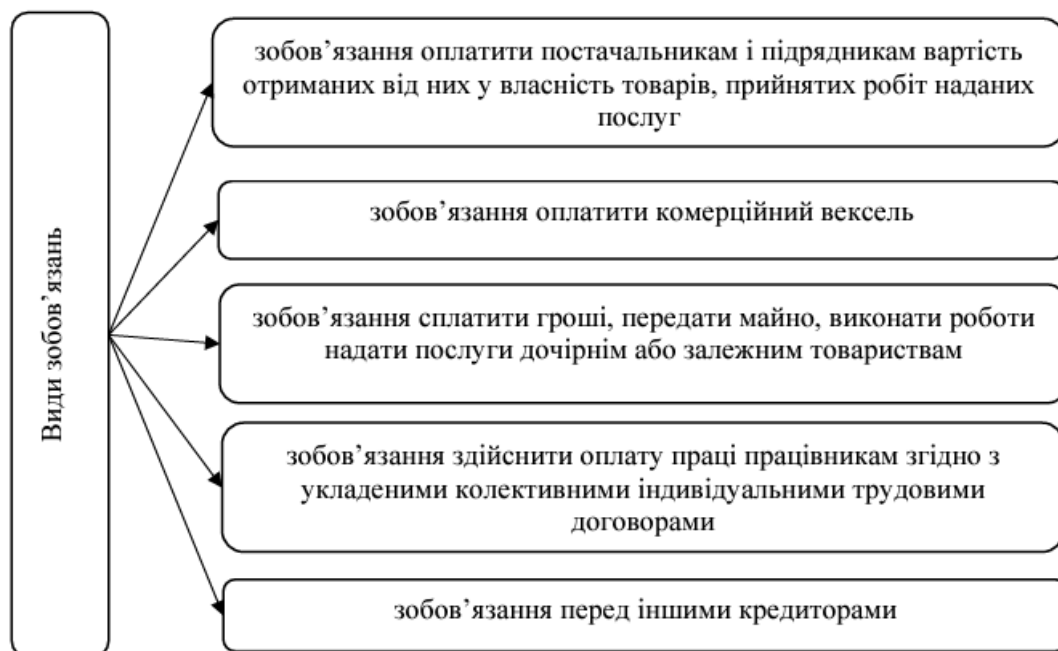 Види зобов’язань
зобов’язання оплатити постачальникам і підрядникам вартість
отриманих від них у власність товарів, прийнятих робіт наданих
послуг
зобов’язання оплатити комерційний вексель
зобов’язання сплатити гроші, передати майно, виконати роботи
надати послуги дочірнім або залежним товариствам
зобов’язання здійснити оплату праці працівникам згідно з
укладеними колективними індивідуальними трудовими
договорами
зобов’язання перед іншими кредиторами